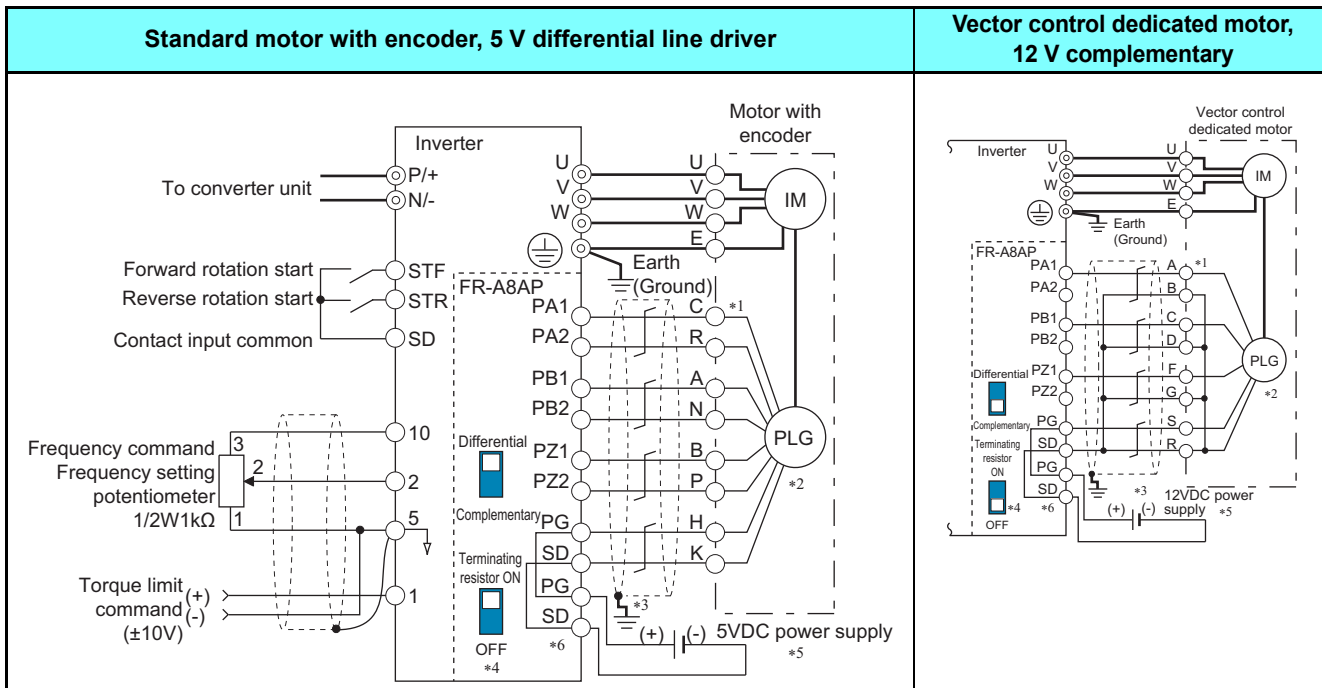 Standard motor with encoder, 5 V differential line driver
Vector control dedicated motor,
12 V complementary
Motor with
encoder
Inverter
To converter unit
P/+
N/-
U
V
W
U
V
W
E
IM
Earth
(Ground)
Forward rotation start
Reverse rotation start
Contact input common
STF
STR
SD
FR-A8AP
PA1
PA2
PB1
PB2
PZ1
PZ2
PG
SD
PG
SD
C
R
A
N
B
P
H
K
*1
PLG
*2
Differential
Complementary
Terminating
resistor ON
OFF
*4
*3
*6
(+)
(-)
5VDC power supply
*5
Frequency command
Frequency setting
potentiometer
1/2W1kΩ
3
2
1
10
2
5
1
Torque limit
command
(±10V)
(+)
(-)
Vector control
dedicated motor
Inverter
U
V
W
U
V
W
E
IM
Earth
(Ground)
FR-A8AP
PA1
PA2
PB1
PB2
PZ1
PZ2
PG
SD
PG
SD
A
B
C
D
F
G
S
R
*1
PLG
*2
Differential
Complementary
Terminating
resistor
ON
*4
OFF
*6
*3
(+)
(-)
12VDC power
supply
*5